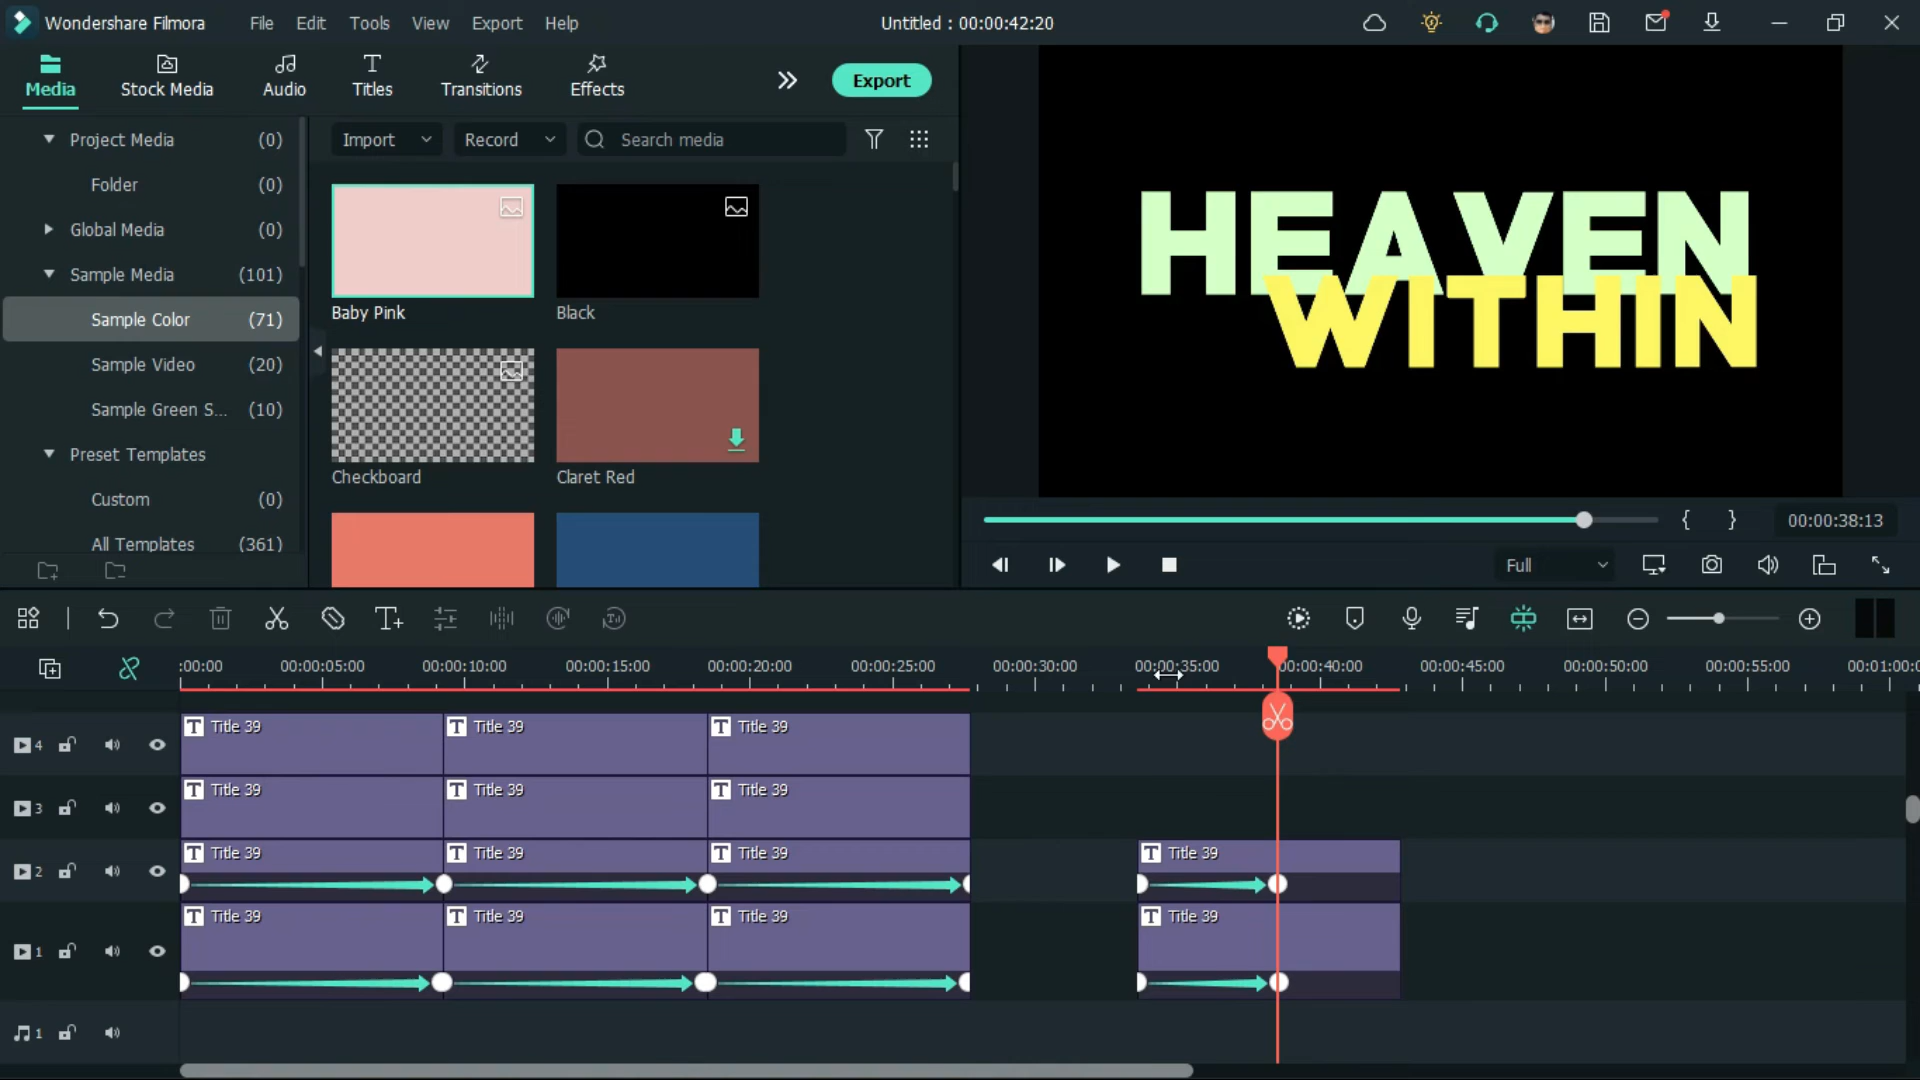 Wondershare Filmora File Edit Tools View Export Help Untitled : 00:00:42:20
Media Stock Media Audio Titles Transitions Effects Export
Project Media (0)
Folder (0)
Global Media (0)
Sample Media (101)
Sample Color (71)
Sample Video (20)
Sample Green S... (10)
Preset Templates
Custom (0)
All Templates (361)
Import Record Search media
Baby Pink Black
Checkboard Claret Red
HEAVEN
WITHIN
00:00:38:13
Full
:00:00 00:00:05:00 00:00:10:00 00:00:15:00 00:00:20:00 00:00:25:00 00:00:30:00 00:00:35:00 00:00:40:00 00:00:45:00 00:00:50:00 00:00:55:00 00:01:00:0
4 T Title 39 T Title 39 T Title 39
3 T Title 39 T Title 39 T Title 39
2 T Title 39 T Title 39 T Title 39 T Title 39
1 T Title 39 T Title 39 T Title 39 T Title 39
1